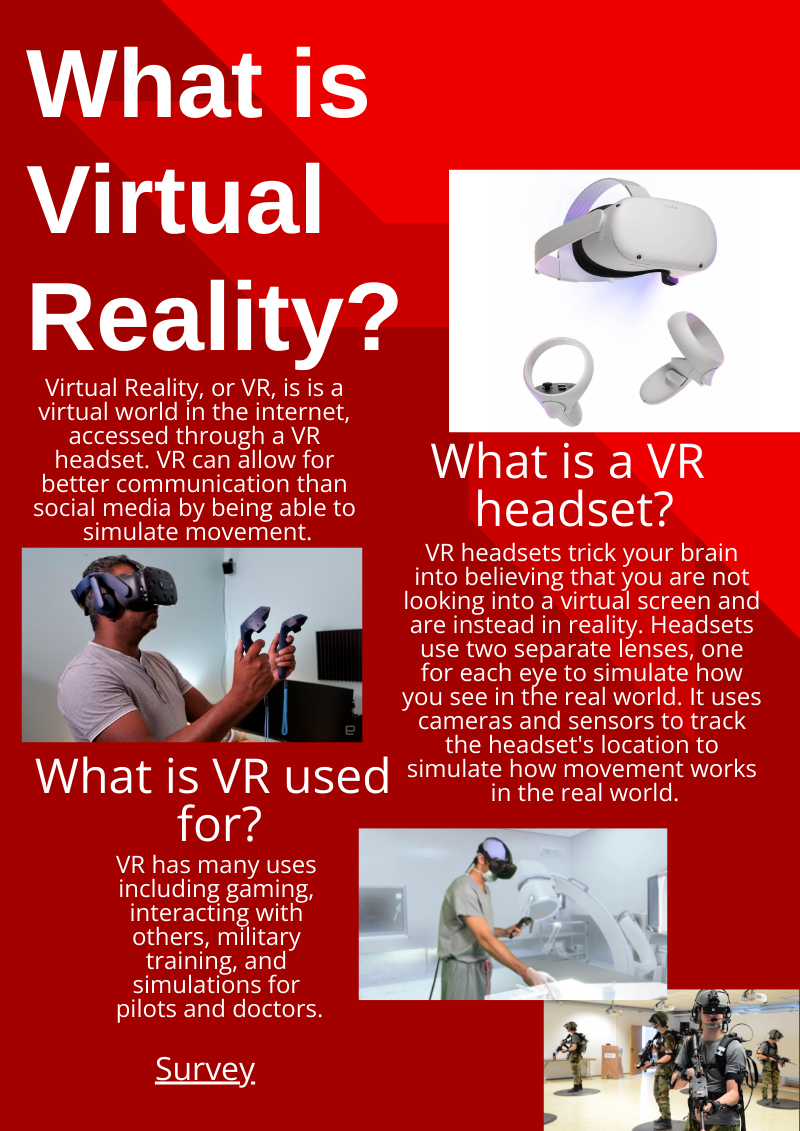 What is
Virtual
Reality?
Virtual Reality, or VR, is is a
virtual world in the internet,
accessed through a VR
headset. VR can allow for
better communication than
social media by being able to
simulate movement.
What is a VR
headset?
VR headsets trick your brain
into believing that you are not
looking into a virtual screen and
are instead in reality. Headsets
use two separate lenses, one
for each eye to simulate how
you see in the real world. It uses
cameras and sensors to track
the headset's location to
simulate how movement works
in the real world.
What is VR used
for?
VR has many uses
including gaming,
interacting with
others, military
training, and
simulations for
pilots and doctors.
Survey